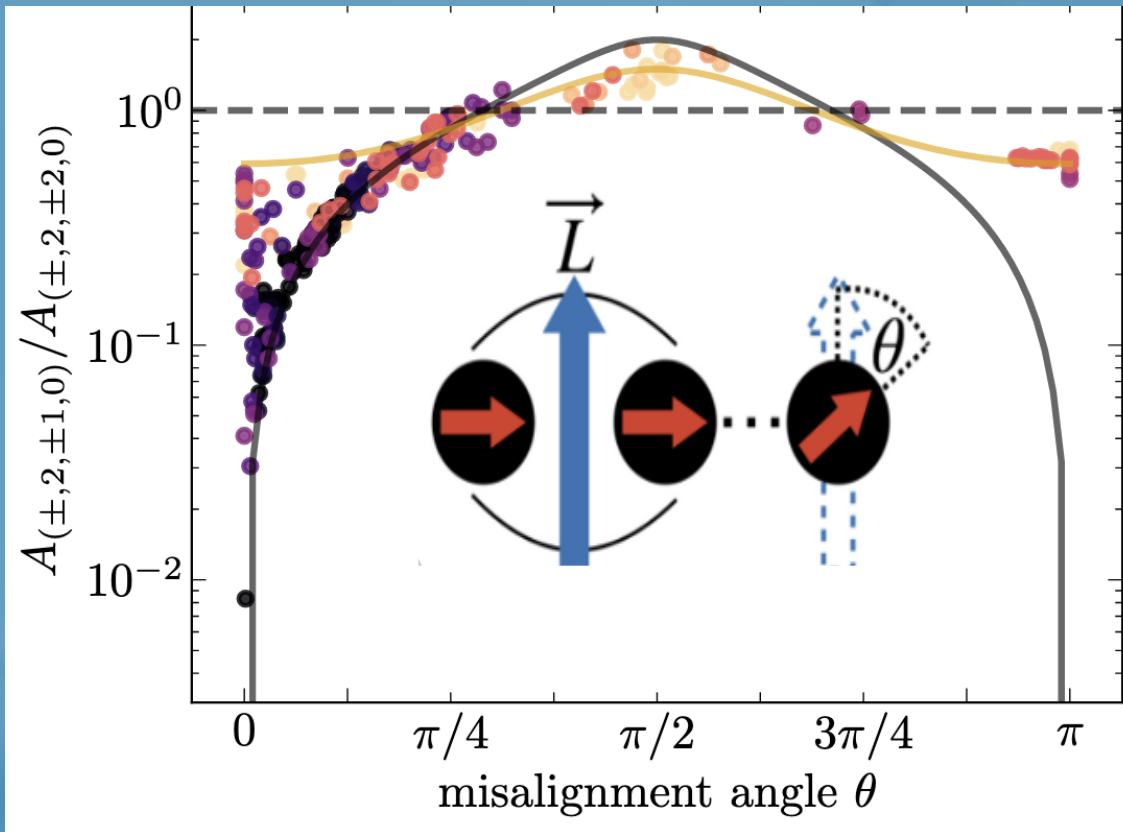 A_{(±,2,±1,0)}/A_{(±,2,±2,0)}
10^0
10^{-1}
10^{-2}
\vec{L}
θ
0 π/4 π/2 3π/4 π
misalignment angle θ